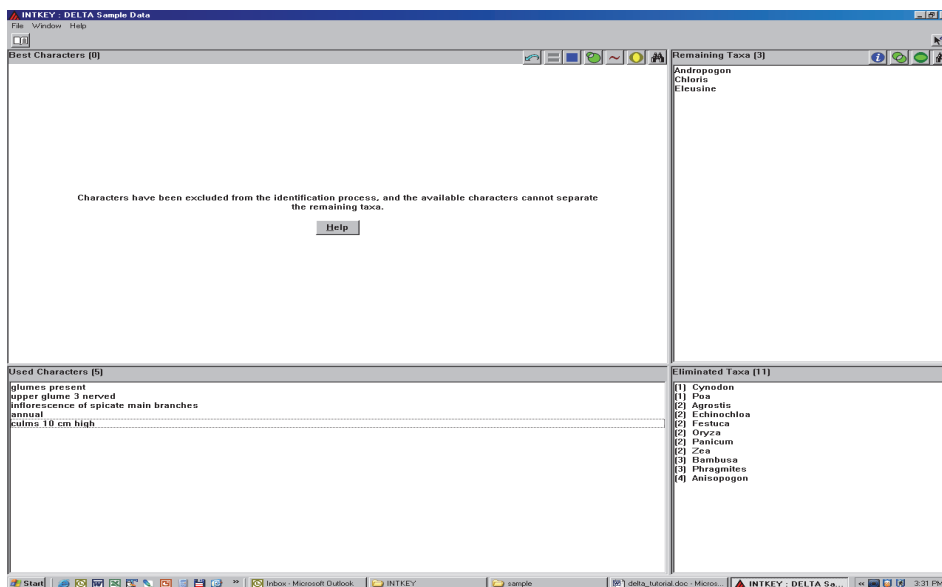 INTKEY : DELTA Sample Data
File Window Help
Best Characters [0]
Remaining Taxa [3]
Andropogon
Chloris
Eleusine
Characters have been excluded from the identification process, and the available characters cannot separate
the remaining taxa.
Help
Used Characters [5]
glumes present
upper glume 3 nerved
inflorescence of spicate main branches
annual
culms 10 cm high
Eliminated Taxa [11]
[1] Cynodon
[1] Poa
[2] Agrostis
[2] Echinochloa
[2] Festuca
[2] Oryza
[2] Panicum
[2] Zea
[3] Bambusa
[3] Phragmites
[4] Anisopogon
Start » Inbox - Microsoft Outlook INTKEY sample delta_tutorial.doc - Micros... INTKEY : DELTA Sa... « 3:31 PM